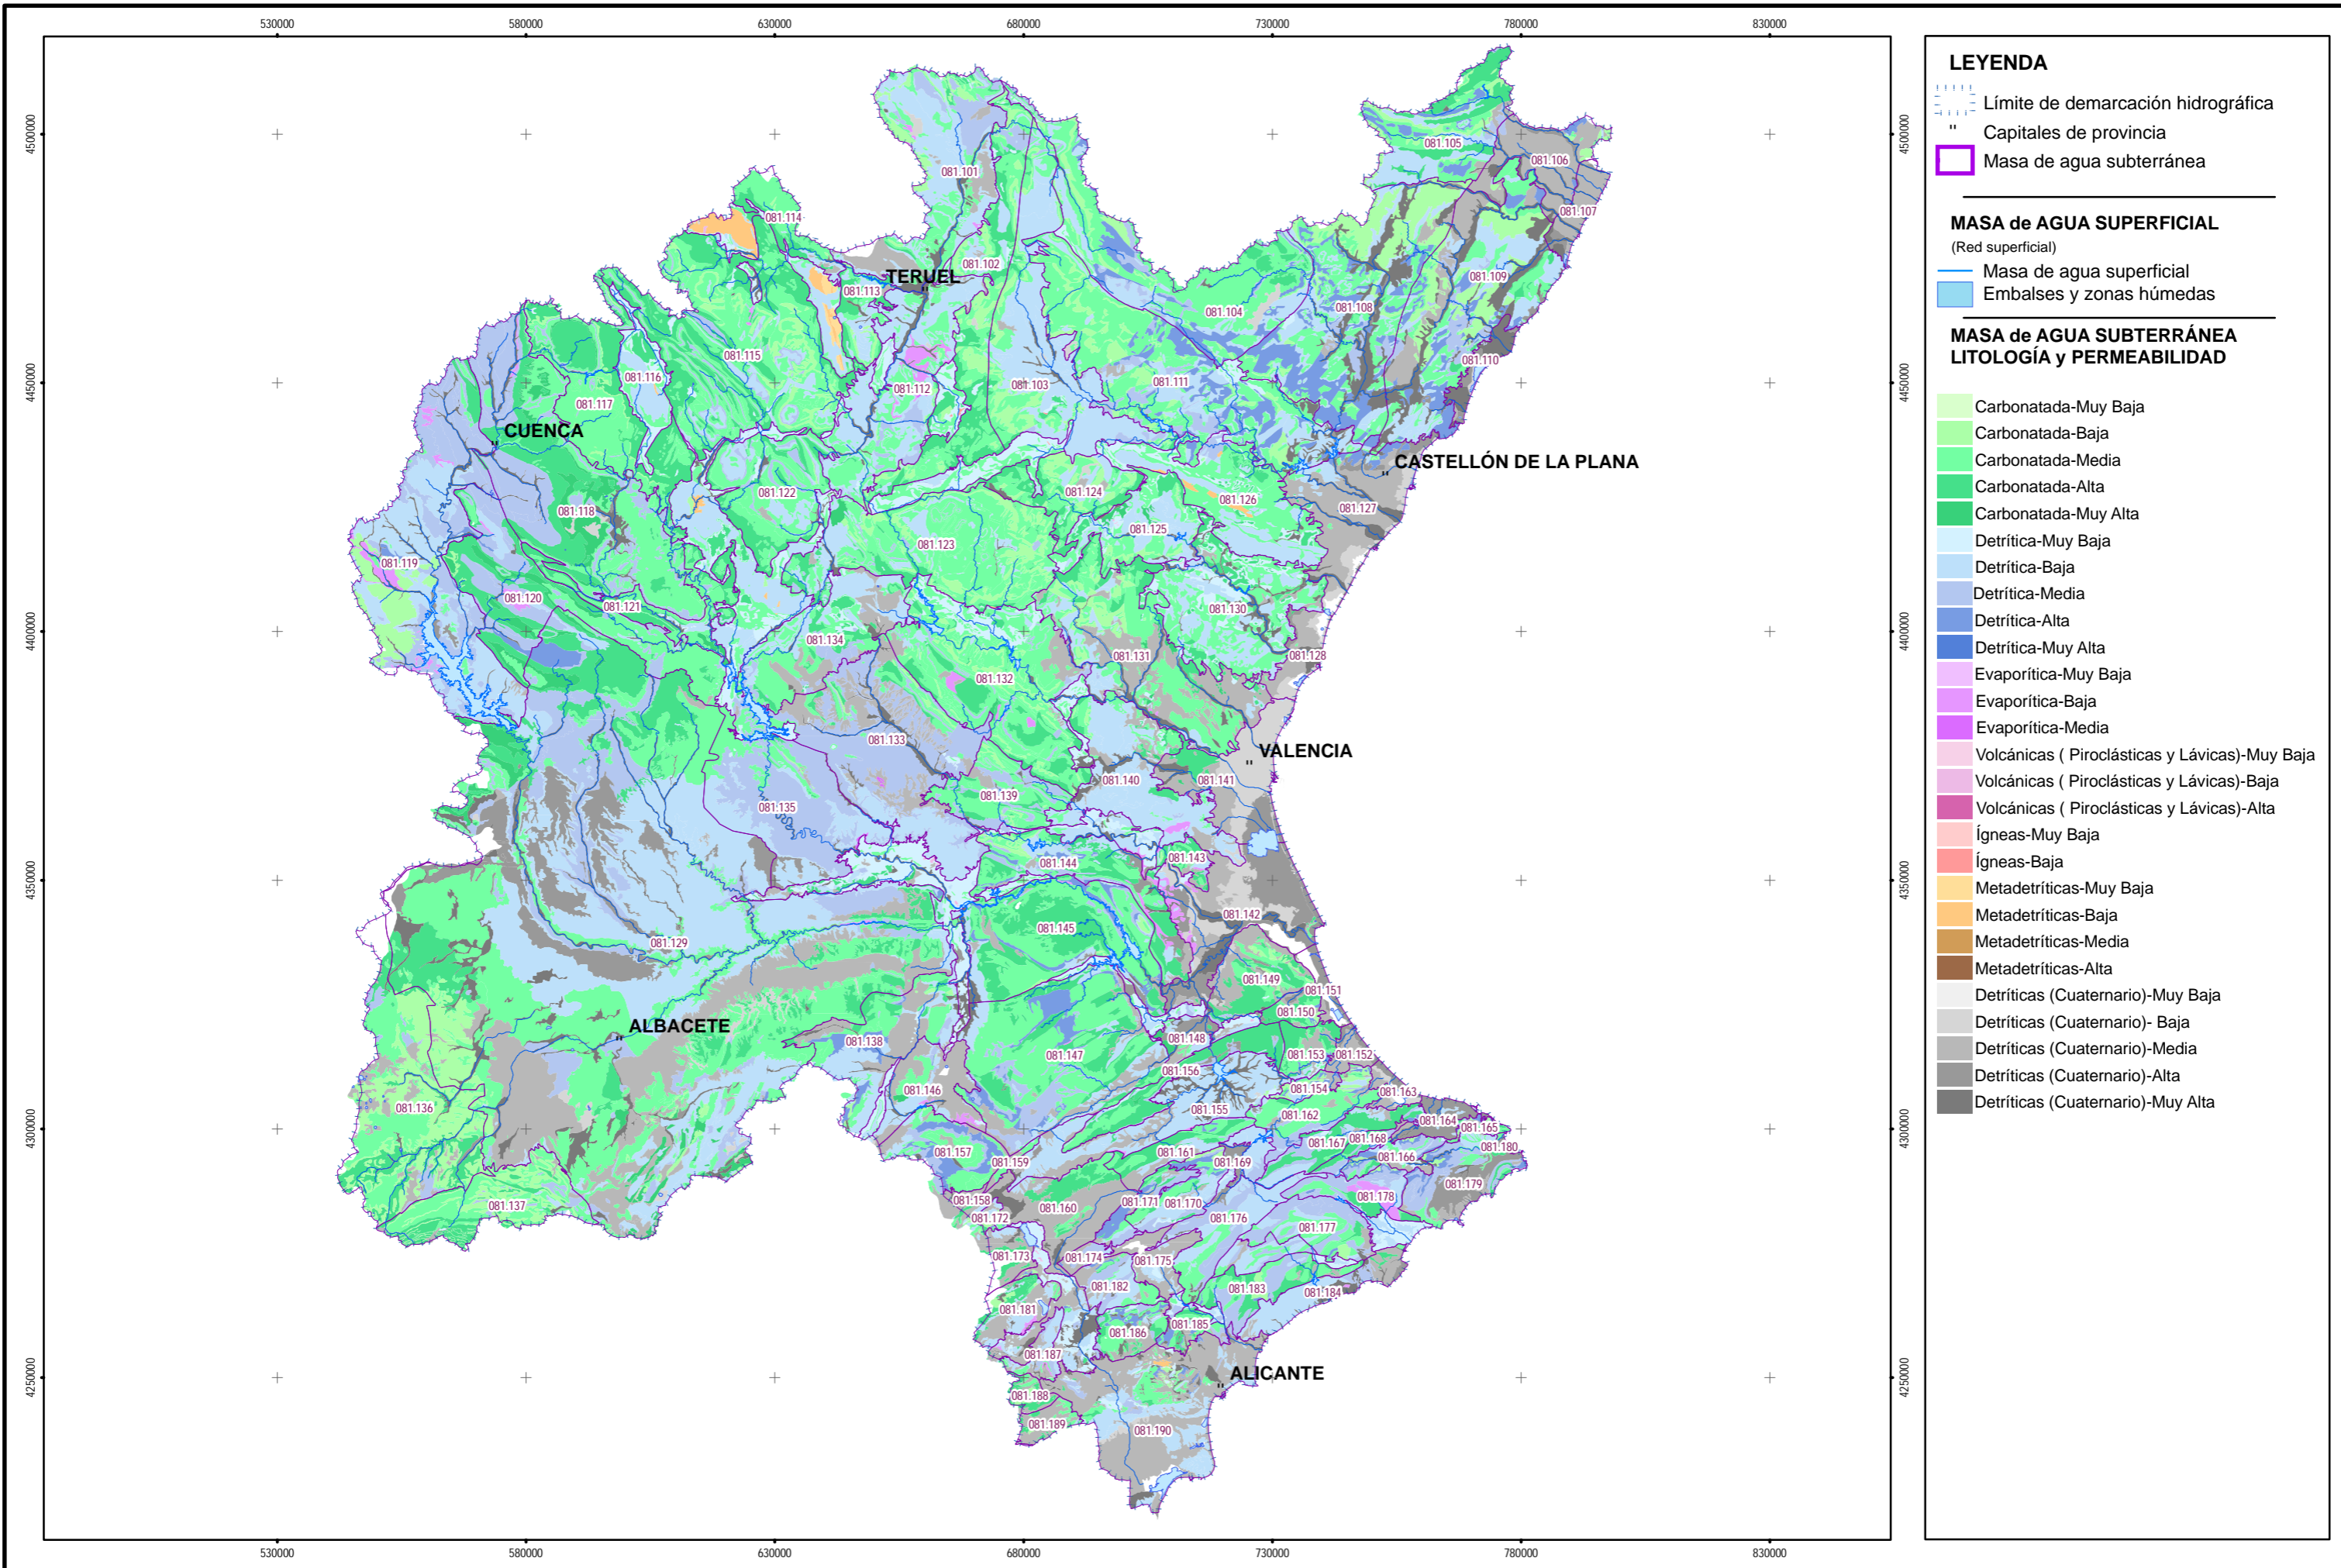 530000 580000 630000 680000 730000 780000 830000
4500000 4500000
4450000 4450000
4400000 4400000
4350000 4350000
4300000 4300000
4250000 4250000
530000 580000 630000 680000 730000 780000 830000
081.105
081.106
081.101
081.107
081.114
081.102
TERUEL
081.109
081.113
081.104
081.108
081.115
081.110
081.116
081.112
081.103
081.111
081.117
CUENCA
CASTELLÓN DE LA PLANA
081.122
081.124
081.126
081.118
081.127
081.125
081.123
081.119
081.120
081.121
081.130
081.134
081.131
081.128
081.132
081.133
VALENCIA
081.140
081.141
081.139
081.135
081.144
081.143
081.142
081.145
081.129
081.149
081.151
081.150
ALBACETE
081.138
081.148
081.147
081.153
081.152
081.156
081.146
081.154
081.163
081.136
081.155
081.162
081.164
081.165
081.167
081.168
081.180
081.157
081.161
081.166
081.159
081.169
081.179
081.158
081.178
081.137
081.160
081.171
081.170
081.172
081.176
081.177
081.173
081.174
081.175
081.182
081.183
081.184
081.181
081.185
081.186
081.187
ALICANTE
081.188
081.189
081.190
LEYENDA
Límite de demarcación hidrográfica
" Capitales de provincia
Masa de agua subterránea
MASA de AGUA SUPERFICIAL
(Red superficial)
Masa de agua superficial
Embalses y zonas húmedas
MASA de AGUA SUBTERRÁNEA
LITOLOGÍA y PERMEABILIDAD
Carbonatada-Muy Baja
Carbonatada-Baja
Carbonatada-Media
Carbonatada-Alta
Carbonatada-Muy Alta
Detrítica-Muy Baja
Detrítica-Baja
Detrítica-Media
Detrítica-Alta
Detrítica-Muy Alta
Evaporítica-Muy Baja
Evaporítica-Baja
Evaporítica-Media
Volcánicas ( Piroclásticas y Lávicas)-Muy Baja
Volcánicas ( Piroclásticas y Lávicas)-Baja
Volcánicas ( Piroclásticas y Lávicas)-Alta
Ígneas-Muy Baja
Ígneas-Baja
Metadetríticas-Muy Baja
Metadetríticas-Baja
Metadetríticas-Media
Metadetríticas-Alta
Detríticas (Cuaternario)-Muy Baja
Detríticas (Cuaternario)- Baja
Detríticas (Cuaternario)-Media
Detríticas (Cuaternario)-Alta
Detríticas (Cuaternario)-Muy Alta